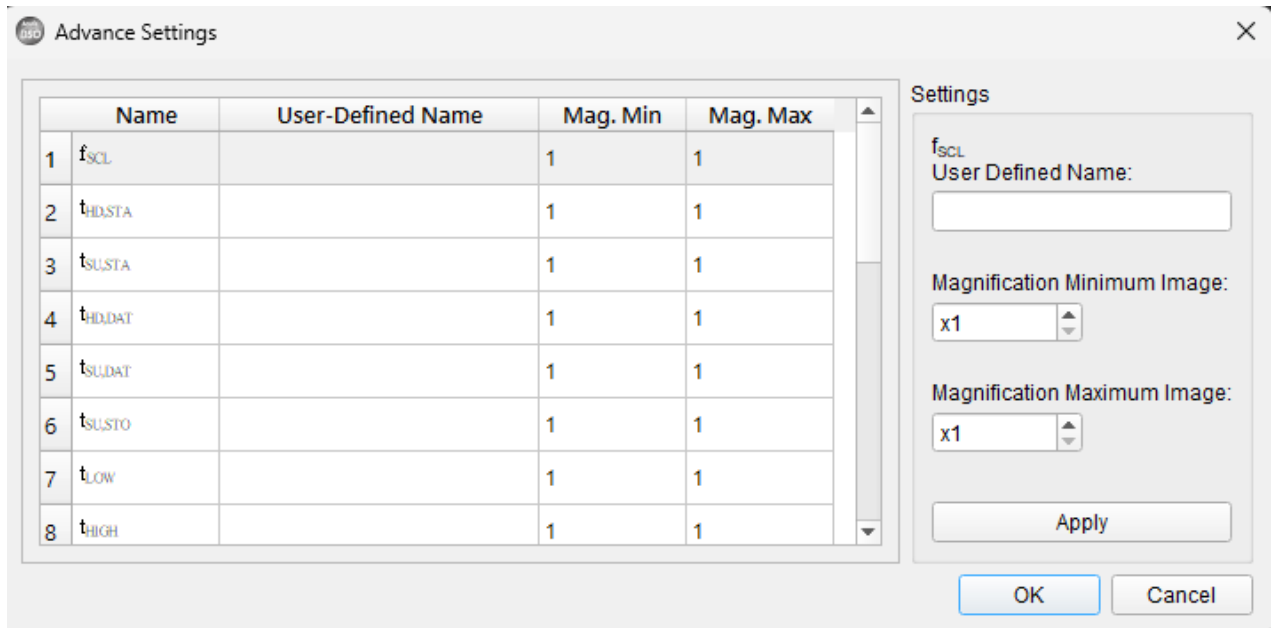 Advance Settings
Name User-Defined Name Mag. Min Mag. Max
1 fSCL 1 1
2 tHD,STA 1 1
3 tSU,STA 1 1
4 tHD,DAT 1 1
5 tSU,DAT 1 1
6 tSU,STO 1 1
7 tLOW 1 1
8 tHIGH 1 1
Settings
fSCL
User Defined Name:
Magnification Minimum Image:
x1
Magnification Maximum Image:
x1
Apply
OK Cancel